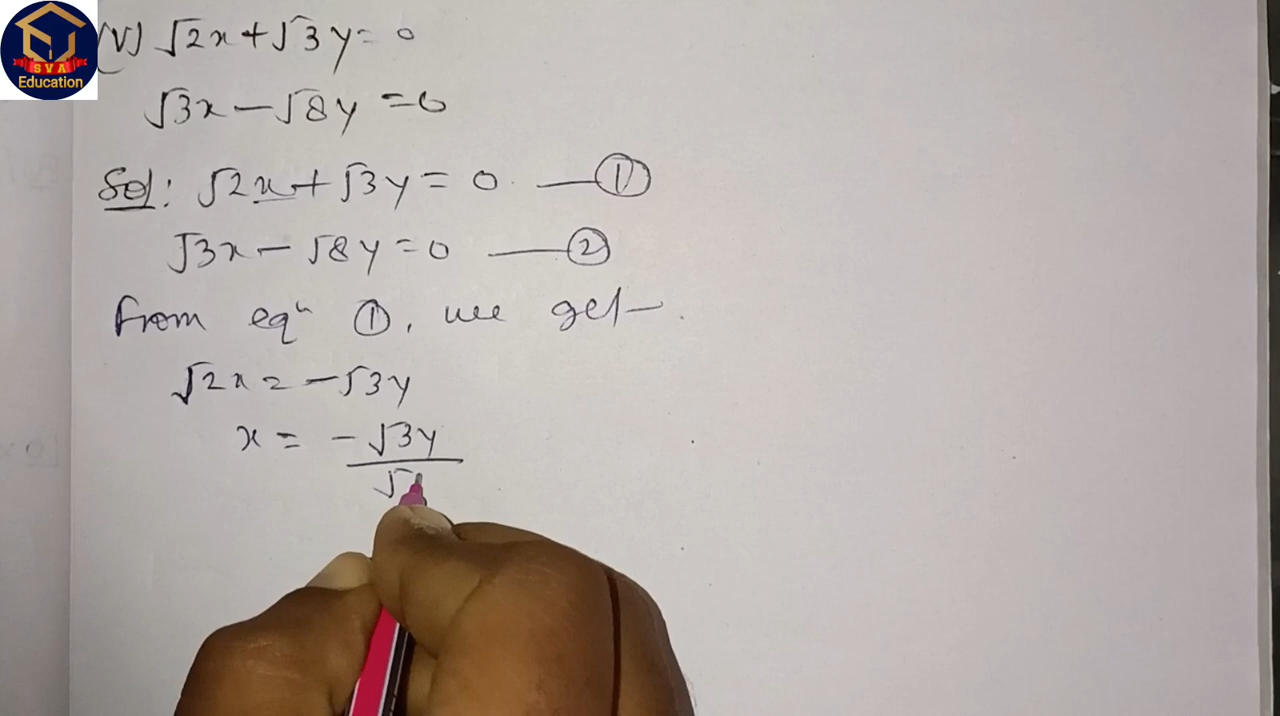 SVA
Education
(V) √2x + √3y = 0
√3x − √8y = 0
Sol: √2x + √3y = 0 —①
√3x − √8y = 0 —②
From eqⁿ ①, we get—
√2x = −√3y
x = −√3y
√